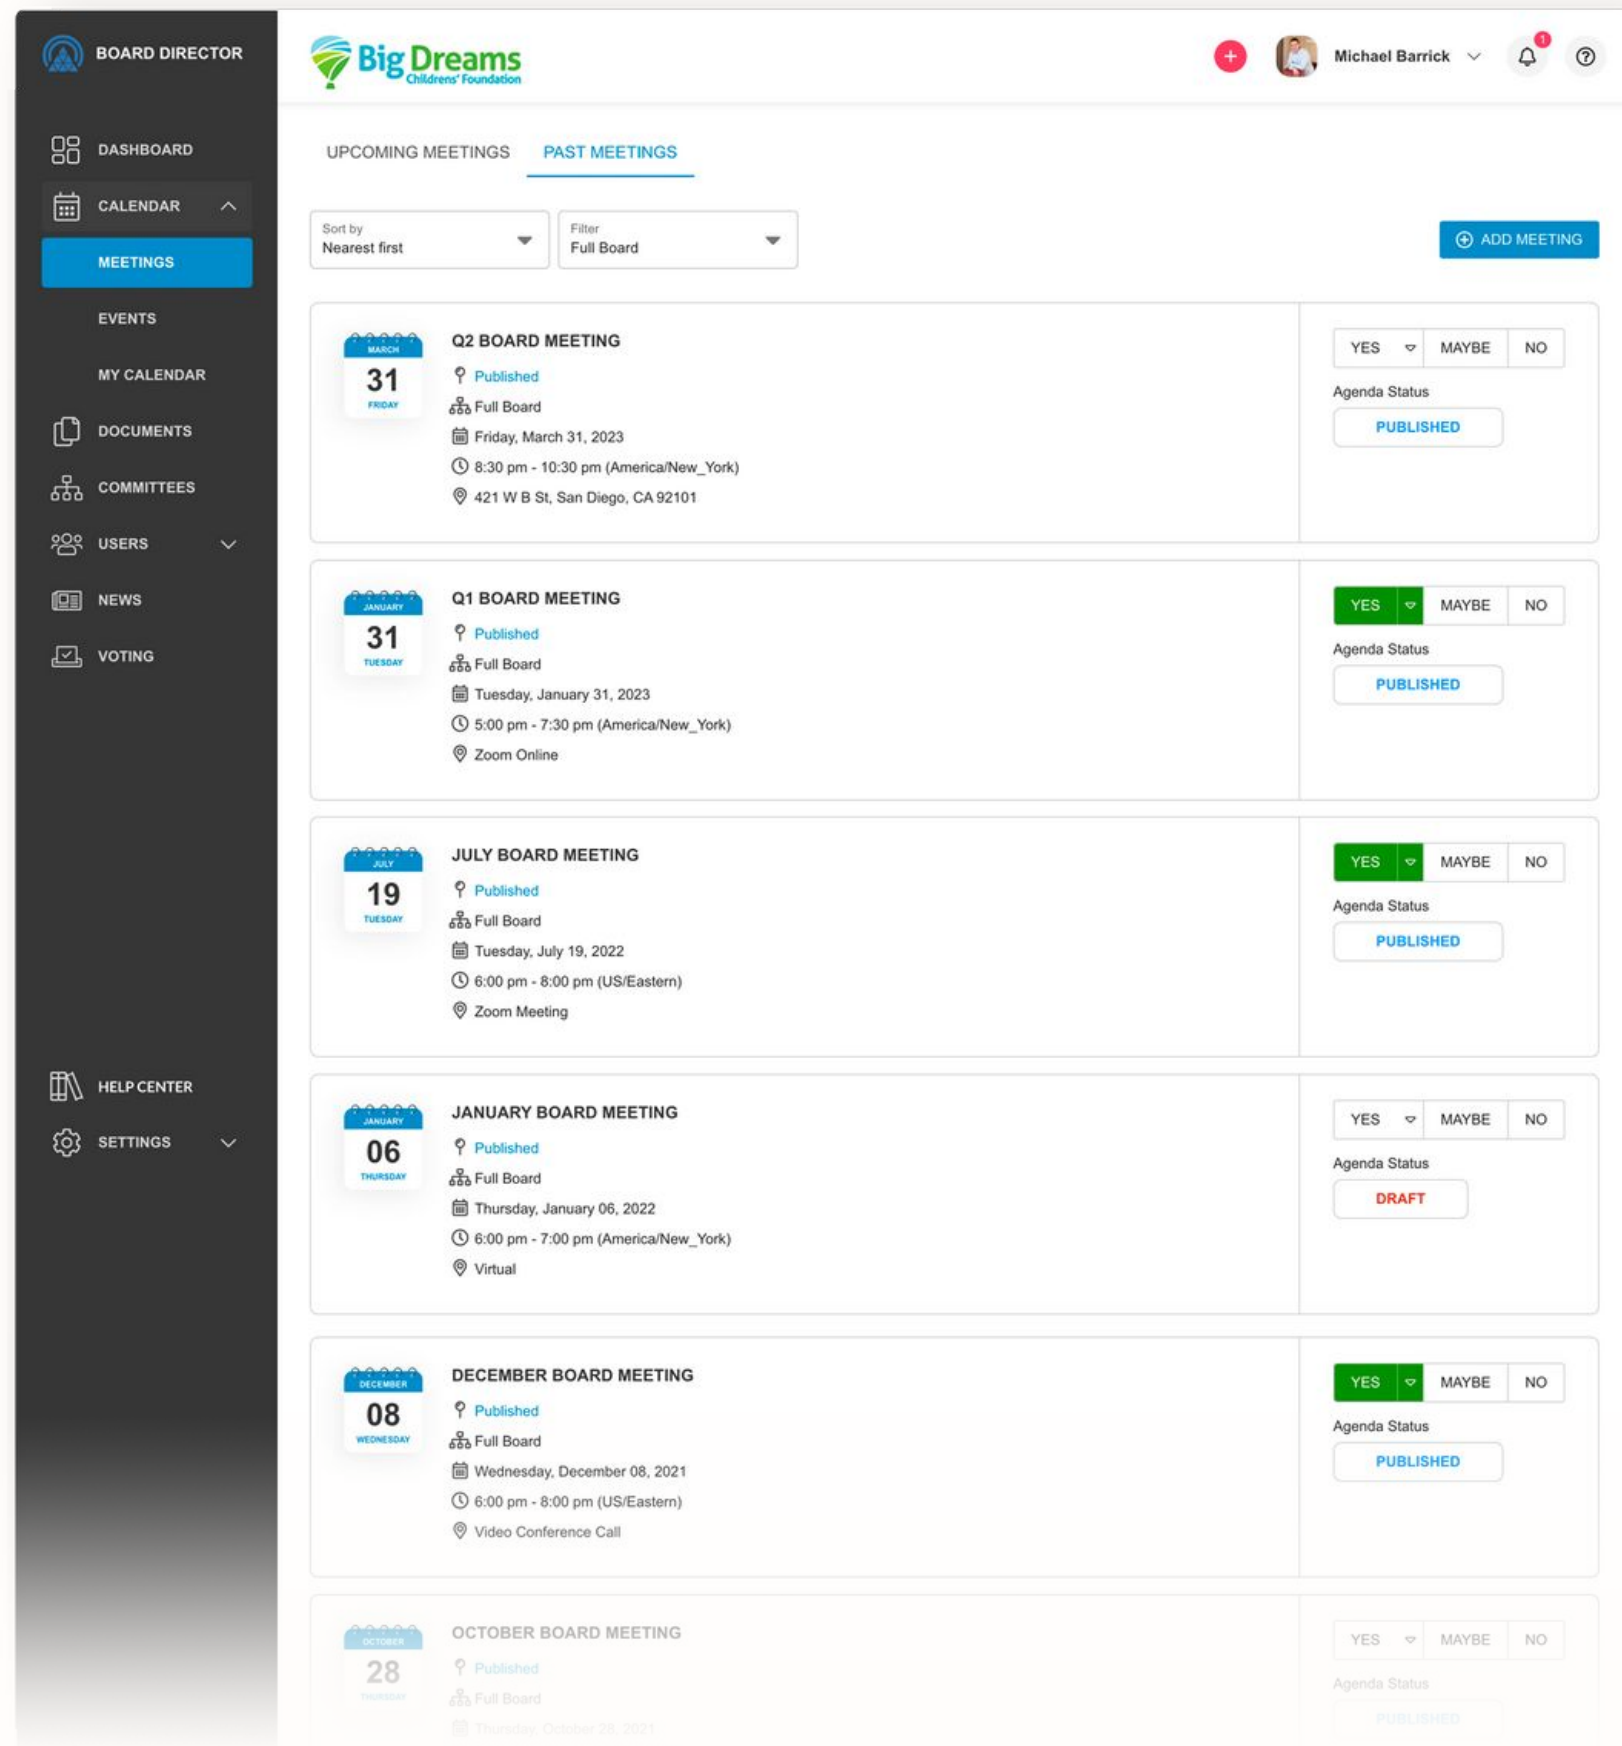 BOARD DIRECTOR
Big Dreams
Childrens' Foundation
Michael Barrick
1
DASHBOARD
CALENDAR
MEETINGS
EVENTS
MY CALENDAR
DOCUMENTS
COMMITTEES
USERS
NEWS
VOTING
HELP CENTER
SETTINGS
UPCOMING MEETINGS
PAST MEETINGS
Sort by
Nearest first
Filter
Full Board
ADD MEETING
MARCH
31
FRIDAY
Q2 BOARD MEETING
Published
Full Board
Friday, March 31, 2023
8:30 pm - 10:30 pm (America/New_York)
421 W B St, San Diego, CA 92101
YES MAYBE NO
Agenda Status
PUBLISHED
JANUARY
31
TUESDAY
Q1 BOARD MEETING
Published
Full Board
Tuesday, January 31, 2023
5:00 pm - 7:30 pm (America/New_York)
Zoom Online
YES MAYBE NO
Agenda Status
PUBLISHED
JULY
19
TUESDAY
JULY BOARD MEETING
Published
Full Board
Tuesday, July 19, 2022
6:00 pm - 8:00 pm (US/Eastern)
Zoom Meeting
YES MAYBE NO
Agenda Status
PUBLISHED
JANUARY
06
THURSDAY
JANUARY BOARD MEETING
Published
Full Board
Thursday, January 06, 2022
6:00 pm - 7:00 pm (America/New_York)
Virtual
YES MAYBE NO
Agenda Status
DRAFT
DECEMBER
08
WEDNESDAY
DECEMBER BOARD MEETING
Published
Full Board
Wednesday, December 08, 2021
6:00 pm - 8:00 pm (US/Eastern)
Video Conference Call
YES MAYBE NO
Agenda Status
PUBLISHED
OCTOBER
28
THURSDAY
OCTOBER BOARD MEETING
Published
Full Board
Thursday, October 28, 2021
YES MAYBE NO
Agenda Status
PUBLISHED